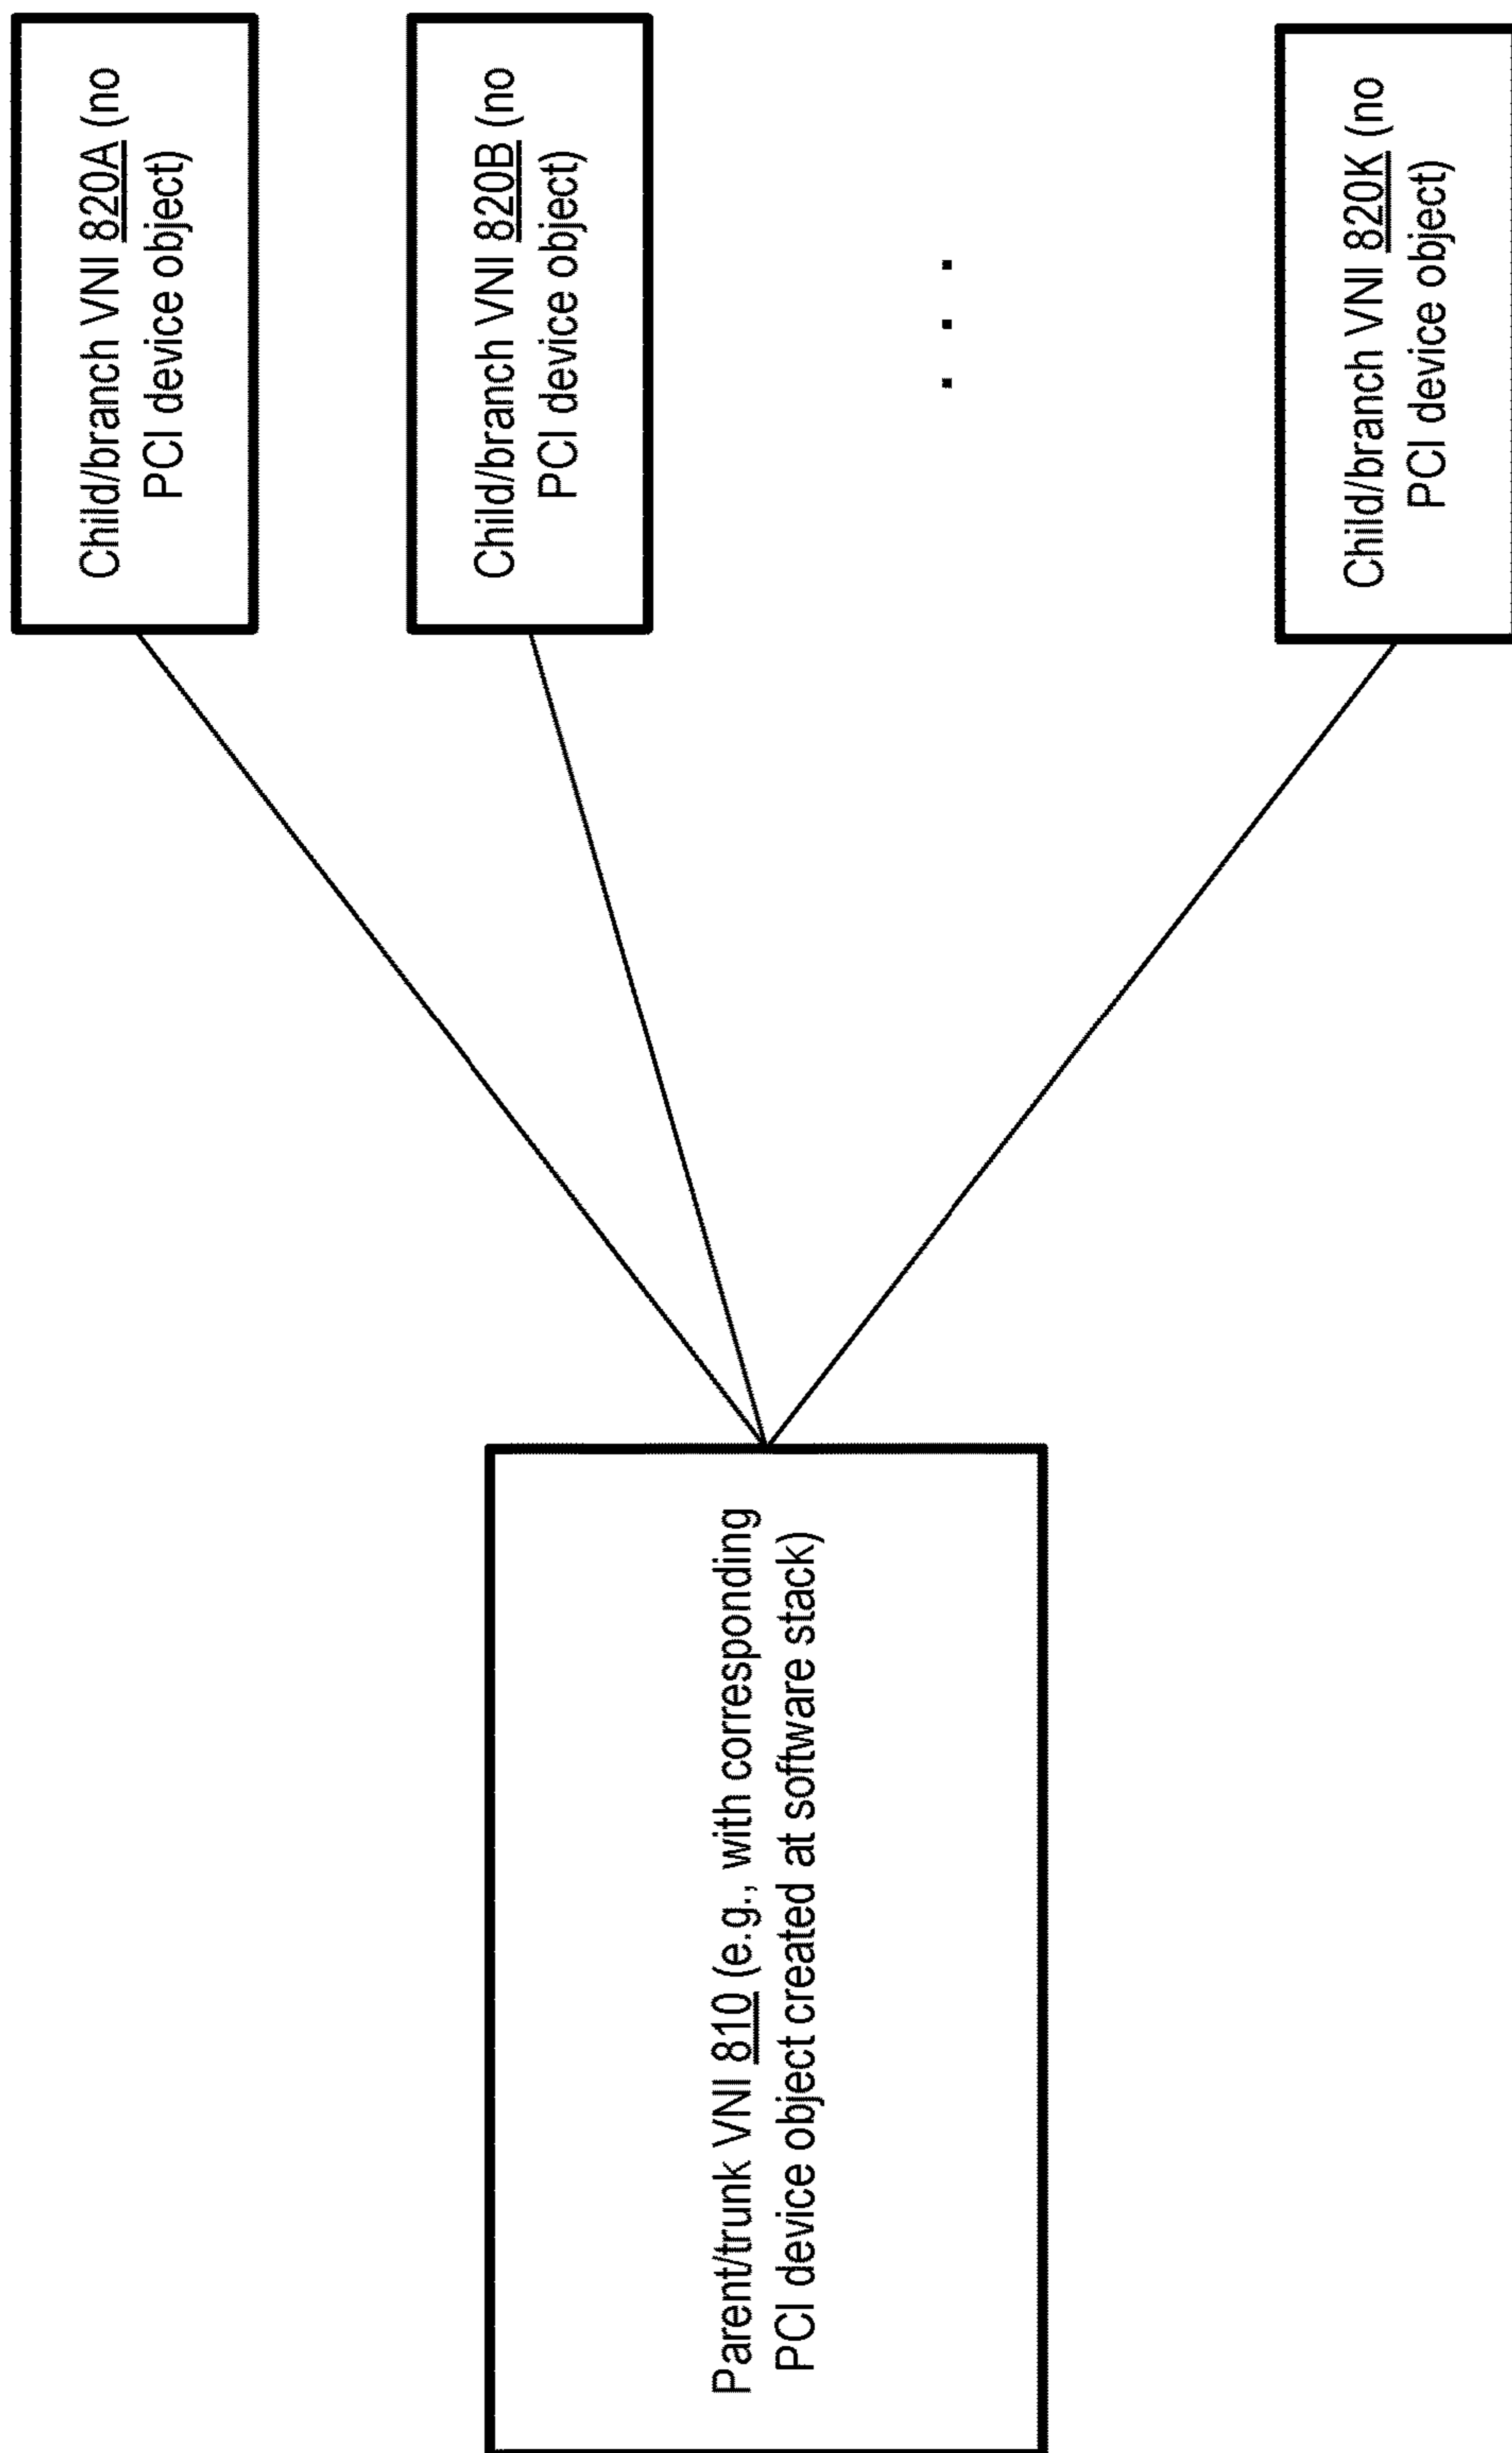 Parent/trunk VNI 810 (e.g., with corresponding
PCI device object created at software stack)
Child/branch VNI 820A (no
PCI device object)
Child/branch VNI 820B (no
PCI device object)
. . .
Child/branch VNI 820K (no
PCI device object)